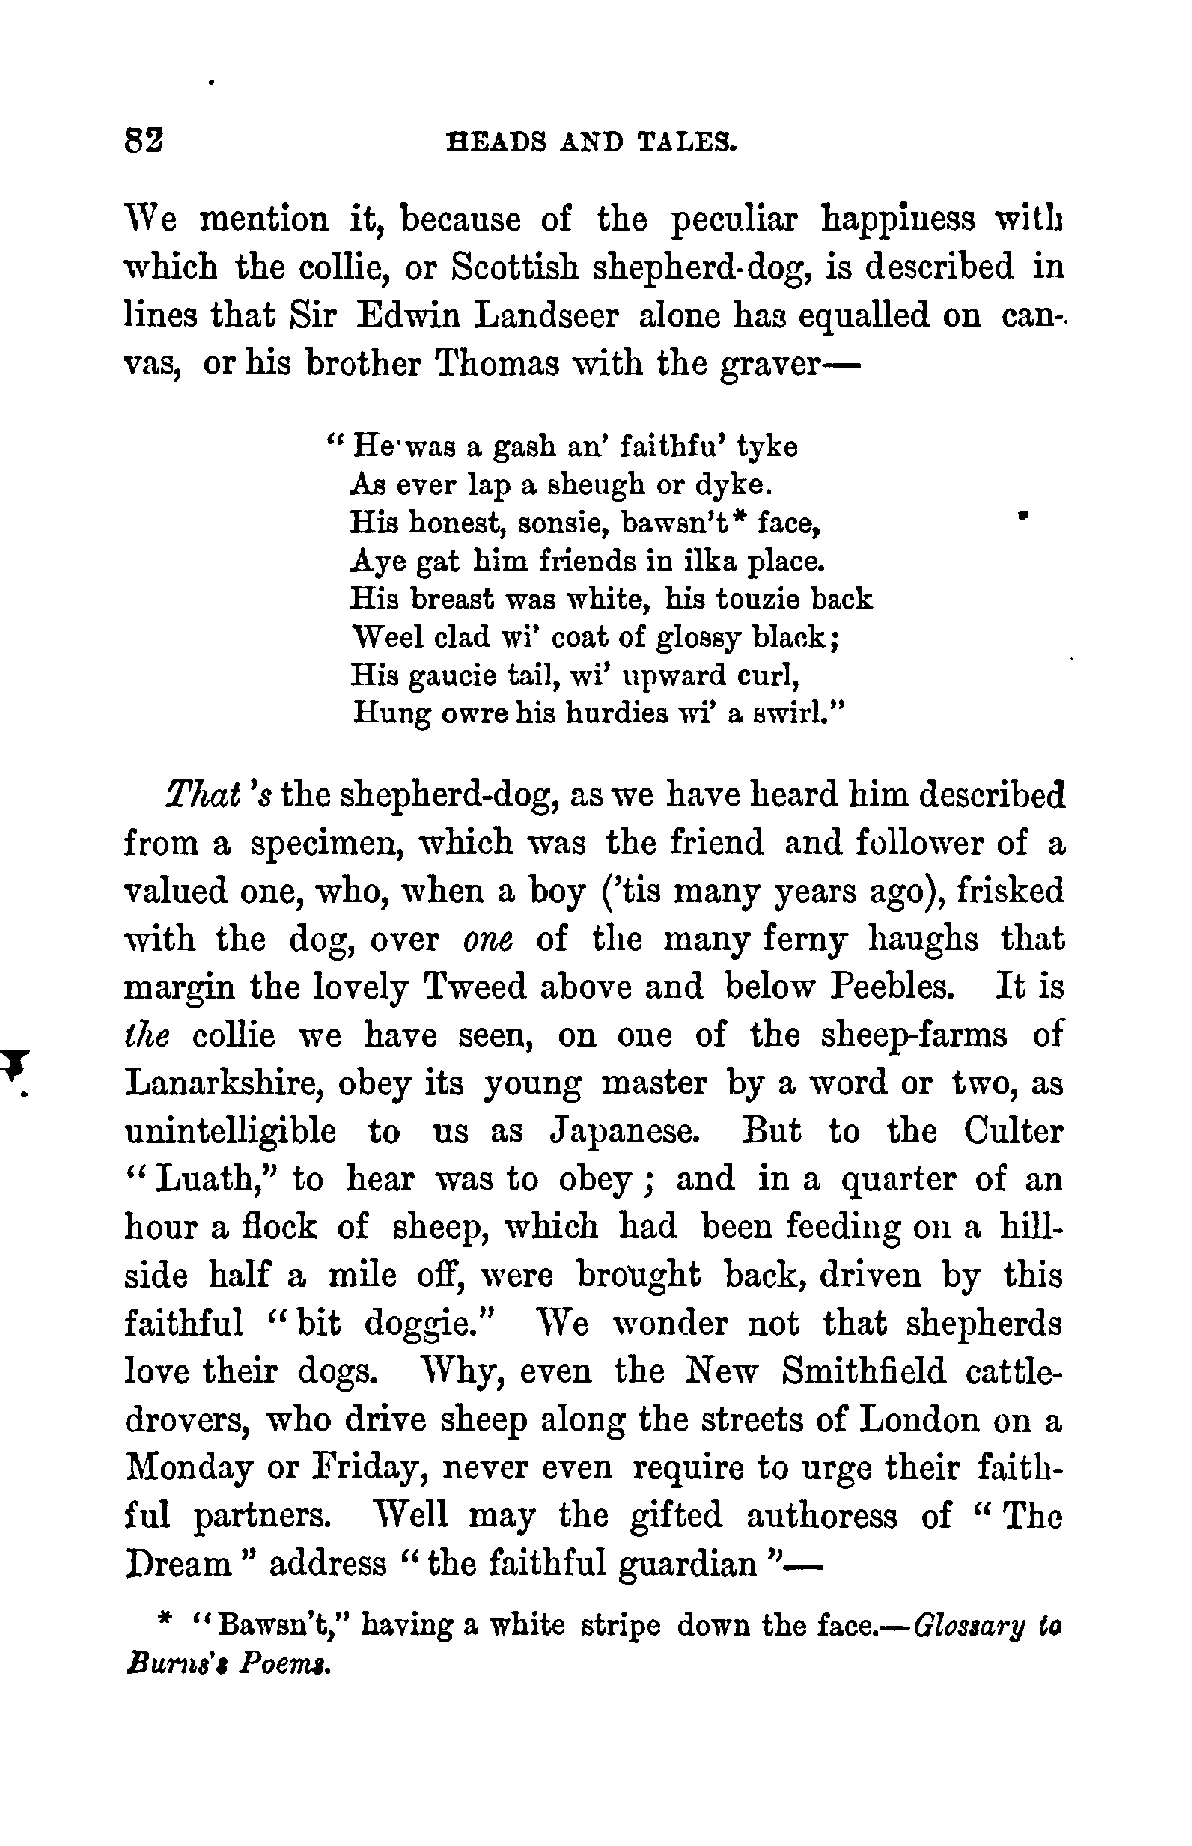 82 HEADS AND TALES.
We mention it, because of the peculiar happiness with
which the collie, or Scottish shepherd-dog, is described in
lines that Sir Edwin Landseer alone has equalled on can-
vas, or his brother Thomas with the graver—
“ He was a gash an’ faithfu’ tyke
As ever lap a sheugh or dyke.
His honest, sonsie, bawsn’t* face,
Aye gat him friends in ilka place.
His breast was white, his touzie back
Weel clad wi’ coat of glossy black;
His gaucie tail, wi’ upward curl,
Hung owre his hurdies wi’ a swirl.”
That ’s the shepherd-dog, as we have heard him described
from a specimen, which was the friend and follower of a
valued one, who, when a boy (’tis many years ago), frisked
with the dog, over one of the many ferny haughs that
margin the lovely Tweed above and below Peebles. It is
the collie we have seen, on one of the sheep-farms of
Lanarkshire, obey its young master by a word or two, as
unintelligible to us as Japanese. But to the Culter
“ Luath,” to hear was to obey ; and in a quarter of an
hour a flock of sheep, which had been feeding on a hill-
side half a mile off, were brought back, driven by this
faithful “ bit doggie.” We wonder not that shepherds
love their dogs. Why, even the New Smithfield cattle-
drovers, who drive sheep along the streets of London on a
Monday or Friday, never even require to urge their faith-
ful partners. Well may the gifted authoress of “ The
Dream ” address “ the faithful guardian ”—
* “ Bawsn’t,” having a white stripe down the face.—Glossary to
Burns’s Poems.